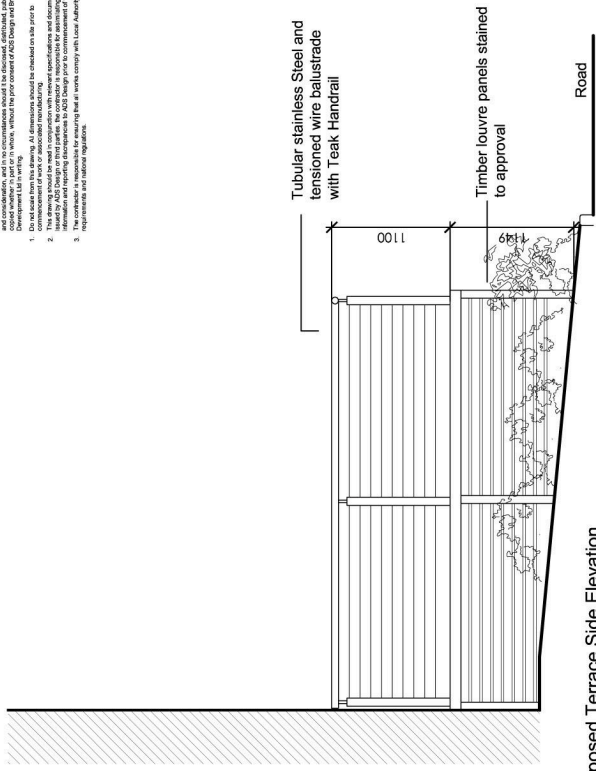 and consideration, and in no circumstances should it be disclosed, distributed, pub
copied whether in part or in whole, without the prior consent of ADS Design and Br
Development Ltd in writing.
1. Do not scale from this drawing. All dimensions should be checked on site prior to
commencement of work or associated manufacturing.
2. This drawing should be read in conjunction with relevant specifications and docum
issued by ADS Design or third parties. the contractor is responsible for assimilating
information and reporting discrepancies to ADS Design prior to commencement of
3. The contractor is responsible for ensuring that all works comply with Local Authority
requirements and national regulations.
Tubular stainless Steel and
tensioned wire balustrade
with Teak Handrail
1100
Timber louvre panels stained
to approval
1149
Road
posed Terrace Side Elevation